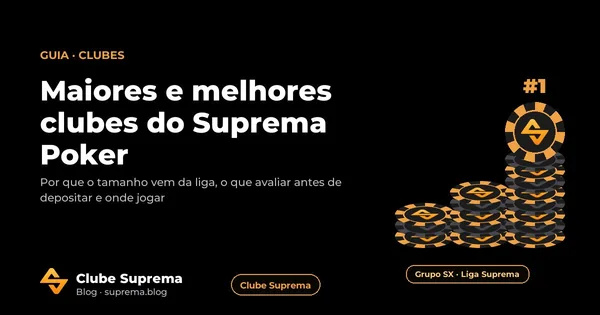 GUIA · CLUBES
Maiores e melhores
clubes do Suprema
Poker
Por que o tamanho vem da liga, o que avaliar antes de
depositar e onde jogar
#1
Clube Suprema
Blog · suprema.blog
Clube Suprema
Grupo SX · Liga Suprema